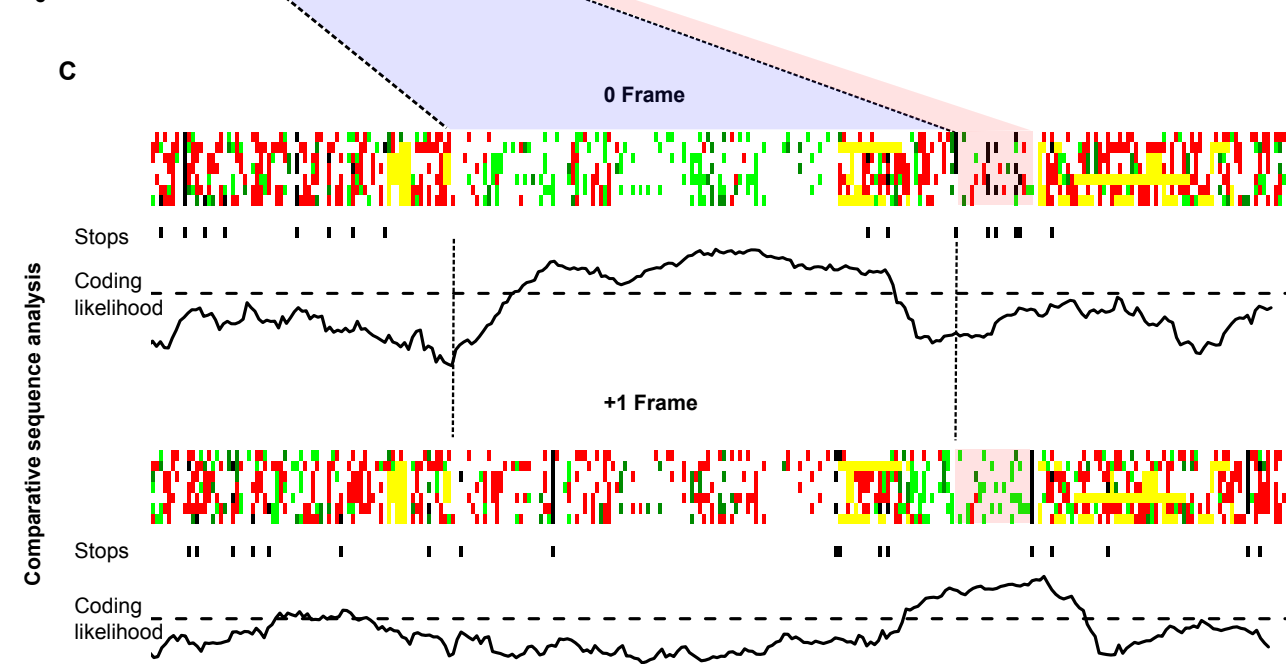 C
0 Frame
Stops
Coding
likelihood
+1 Frame
Stops
Coding
likelihood
Comparative sequence analysis